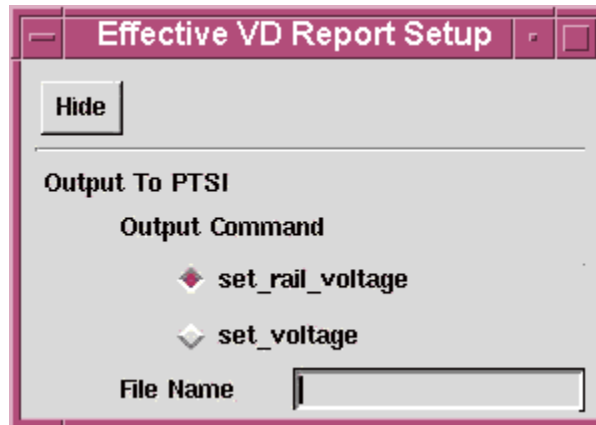 Effective VD Report Setup
Hide
Output To PTSI
Output Command
set_rail_voltage
set_voltage
File Name